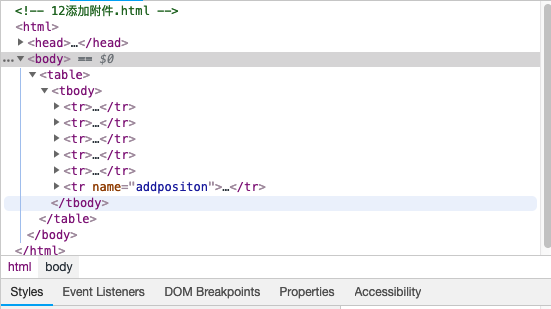 <!-- 12添加附件.html -->
<html>
<head>…</head>
… <body> == $0
<table>
<tbody>
<tr>…</tr>
<tr>…</tr>
<tr>…</tr>
<tr>…</tr>
<tr>…</tr>
<tr name="addpositon">…</tr>
</tbody>
</table>
</body>
</html>
html body
Styles Event Listeners DOM Breakpoints Properties Accessibility